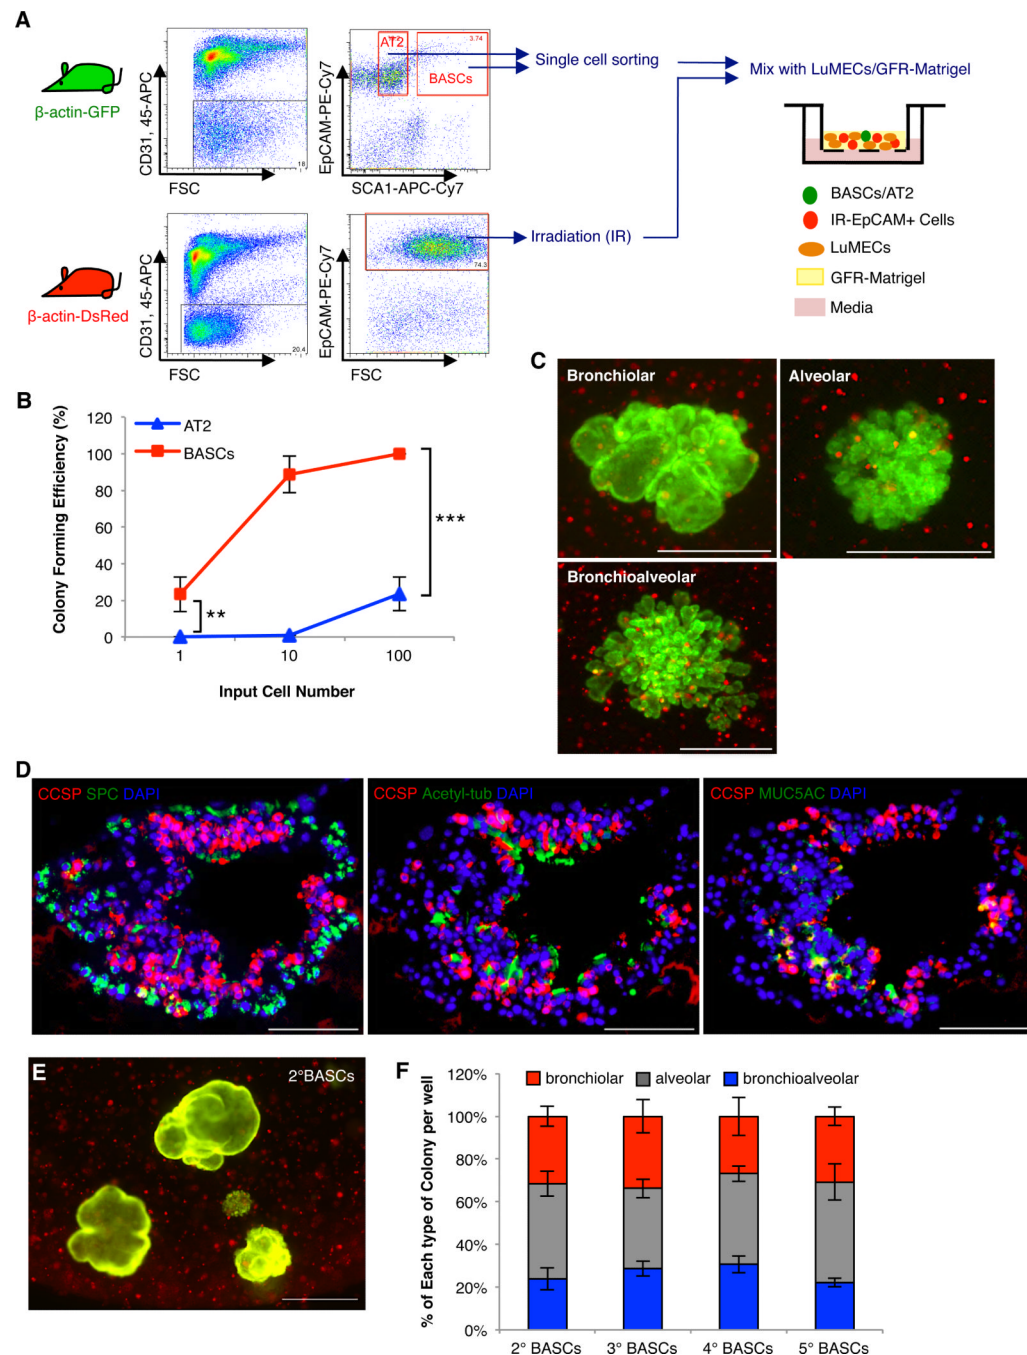 A
β-actin-GFP
CD31, 45-APC
18
FSC
EpCAM-PE-Cy7
AT2
3.74
BASCs
SCA1-APC-Cy7
Single cell sorting
Mix with LuMECs/GFR-Matrigel
β-actin-DsRed
CD31, 45-APC
20.4
FSC
EpCAM-PE-Cy7
74.3
FSC
Irradiation (IR)
BASCs/AT2
IR-EpCAM+ Cells
LuMECs
GFR-Matrigel
Media
B
Colony Forming Efficiency (%)
120
100
80
60
40
20
0
AT2
BASCs
**
***
1 10 100
Input Cell Number
C
Bronchiolar
Alveolar
Bronchioalveolar
D
CCSP SPC DAPI
CCSP Acetyl-tub DAPI
CCSP MUC5AC DAPI
E
2°BASCs
F
% of Each type of Colony per well
bronchiolar alveolar bronchioalveolar
120%
100%
80%
60%
40%
20%
0%
2° BASCs 3° BASCs 4° BASCs 5° BASCs